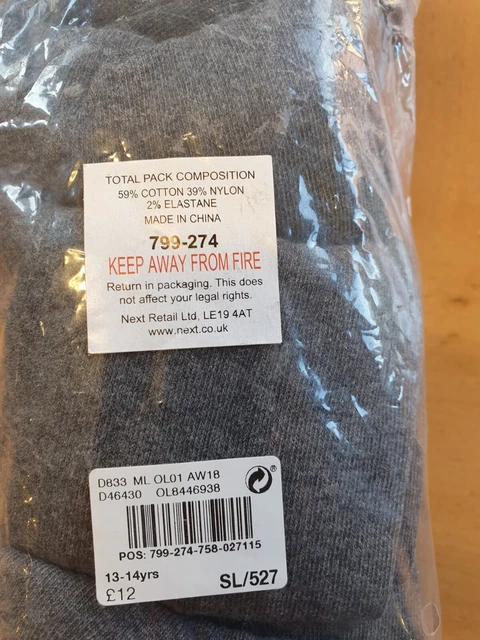 TOTAL PACK COMPOSITION
59% COTTON 39% NYLON
2% ELASTANE
MADE IN CHINA
799-274
KEEP AWAY FROM FIRE
Return in packaging. This does
not affect your legal rights.
Next Retail Ltd, LE19 4AT
www.next.co.uk
D833 ML OL01 AW18
D46430 OL8446938
®
POS: 799-274-758-027115
13-14yrs
SL/527
£12